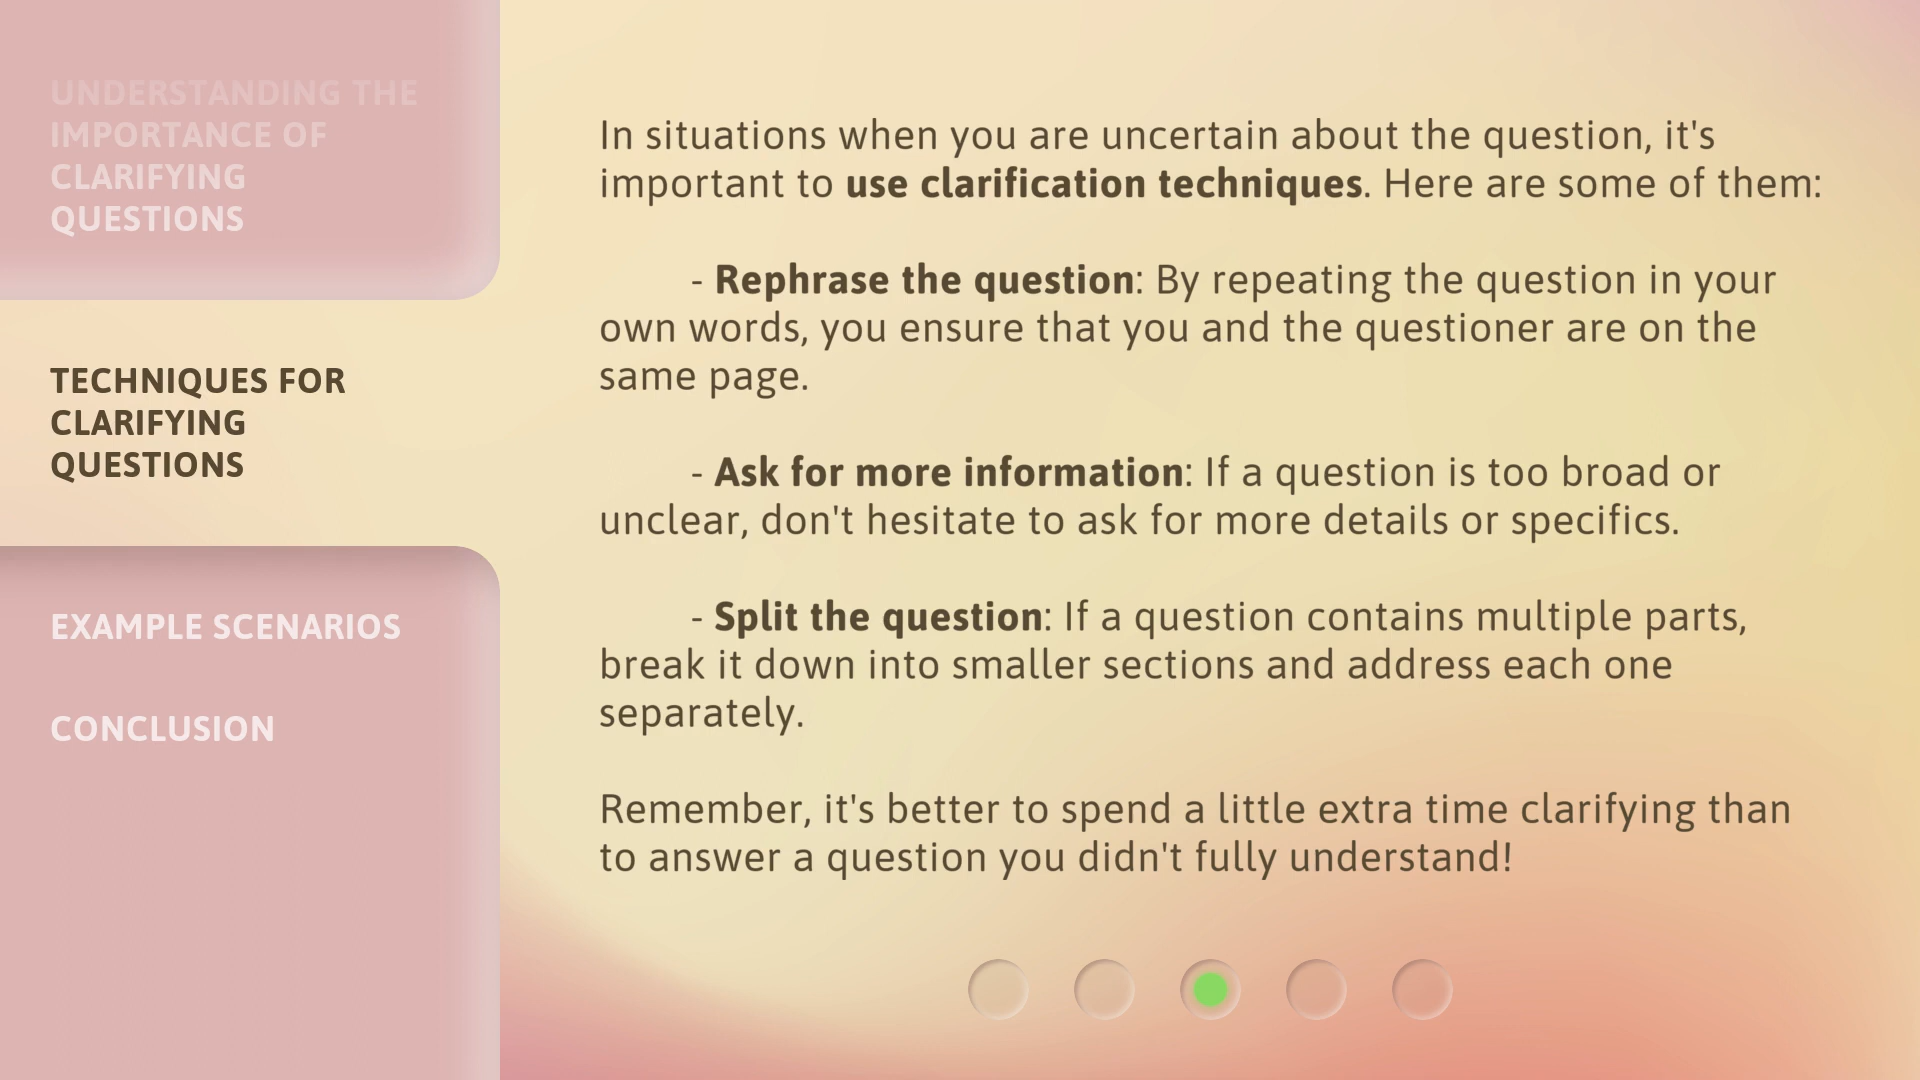 UNDERSTANDING THE
IMPORTANCE OF
CLARIFYING
QUESTIONS
TECHNIQUES FOR
CLARIFYING
QUESTIONS
EXAMPLE SCENARIOS
CONCLUSION
In situations when you are uncertain about the question, it's
important to use clarification techniques. Here are some of them:
- Rephrase the question: By repeating the question in your
own words, you ensure that you and the questioner are on the
same page.
- Ask for more information: If a question is too broad or
unclear, don't hesitate to ask for more details or specifics.
- Split the question: If a question contains multiple parts,
break it down into smaller sections and address each one
separately.
Remember, it's better to spend a little extra time clarifying than
to answer a question you didn't fully understand!